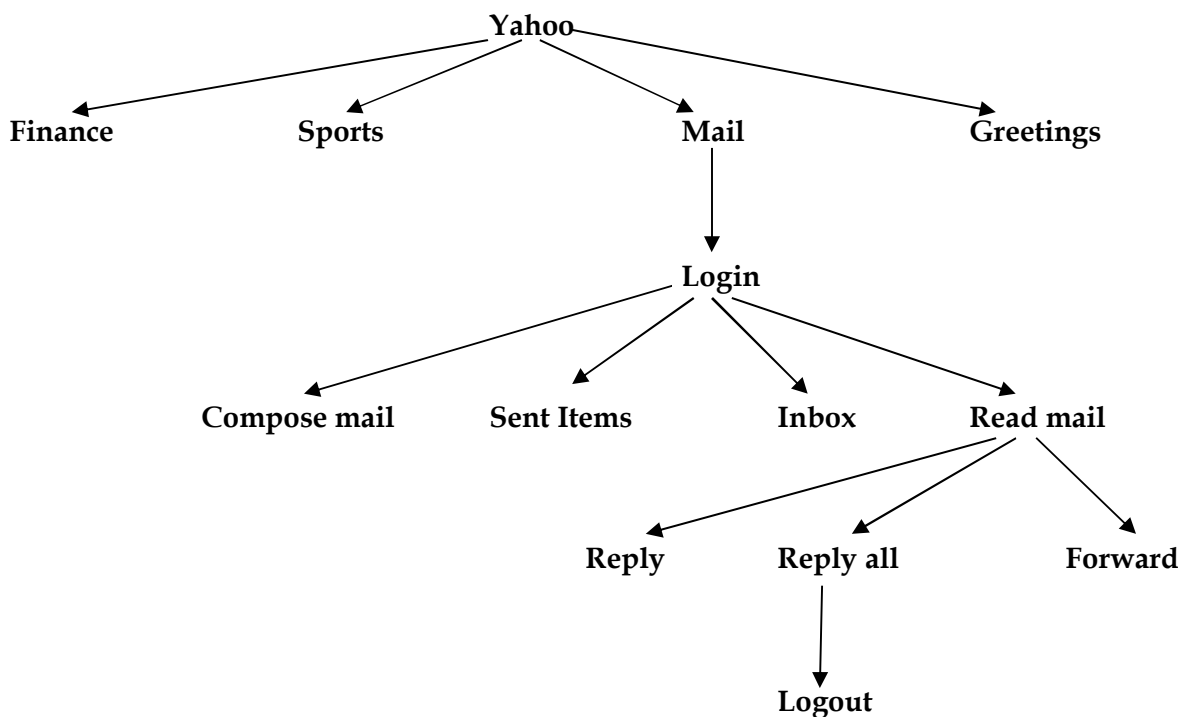 Yahoo
Finance Sports Mail Greetings
Login
Compose mail Sent Items Inbox Read mail
Reply Reply all Forward
Logout